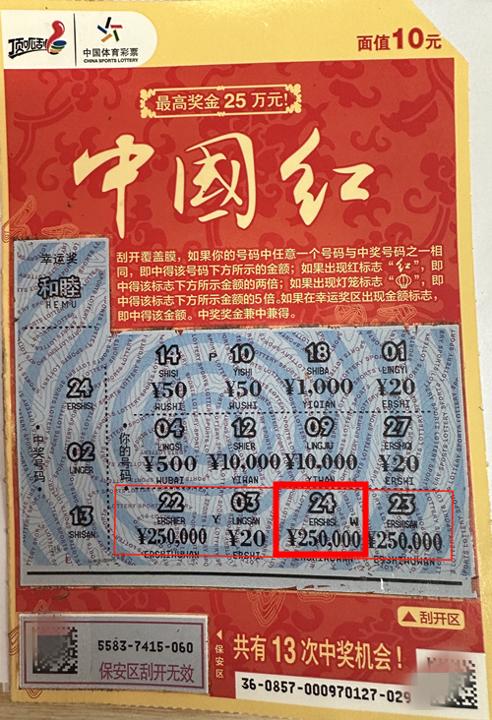 顶呱刮
中国体育彩票
CHINA SPORTS LOTTERY
面值10元
最高奖金25万元!
中國红
刮开覆盖膜，如果你的号码中任意一个号码与中奖号码之一相
同，即中得该号码下方所示的金额；如果出现红标志“红”，即
中得该标志下方所示金额的两倍；如果出现灯笼标志“ ”，即
中得该标志下方所示金额的5倍。如果在幸运奖区出现金额标志，
即中得该金额。中奖奖金兼中兼得。
幸运奖
和睦
HEMU
中奖号码
24
ERSHISI
02
LINGER
13
SHISAN
你的号码
14 P 10 18 01
SHISI YISHI SHIBA LINGYI
¥50 ¥50 ¥1,000 ¥20
WUSHI WUSHI YIQIAN ERSHI
04 12 09 27
LINGSI SHIER LINGJIU ERSHIQI
¥500 ¥10,000 ¥10,000 ¥20
WUBAI YIWAN YIWAN ERSHI
22 Y 03 24 W 23
ERSHIER LINGSAN ERSHISI ERSHISAN
¥250,000 ¥20 ¥250,000 ¥250,000
ERSHIWUWAN ERSHI ERSHIWUWAN ERSHIWUWAN
刮开区
5583-7415-060
保安区刮开无效
保安区
共有13次中奖机会！
36-0857-000970127-029